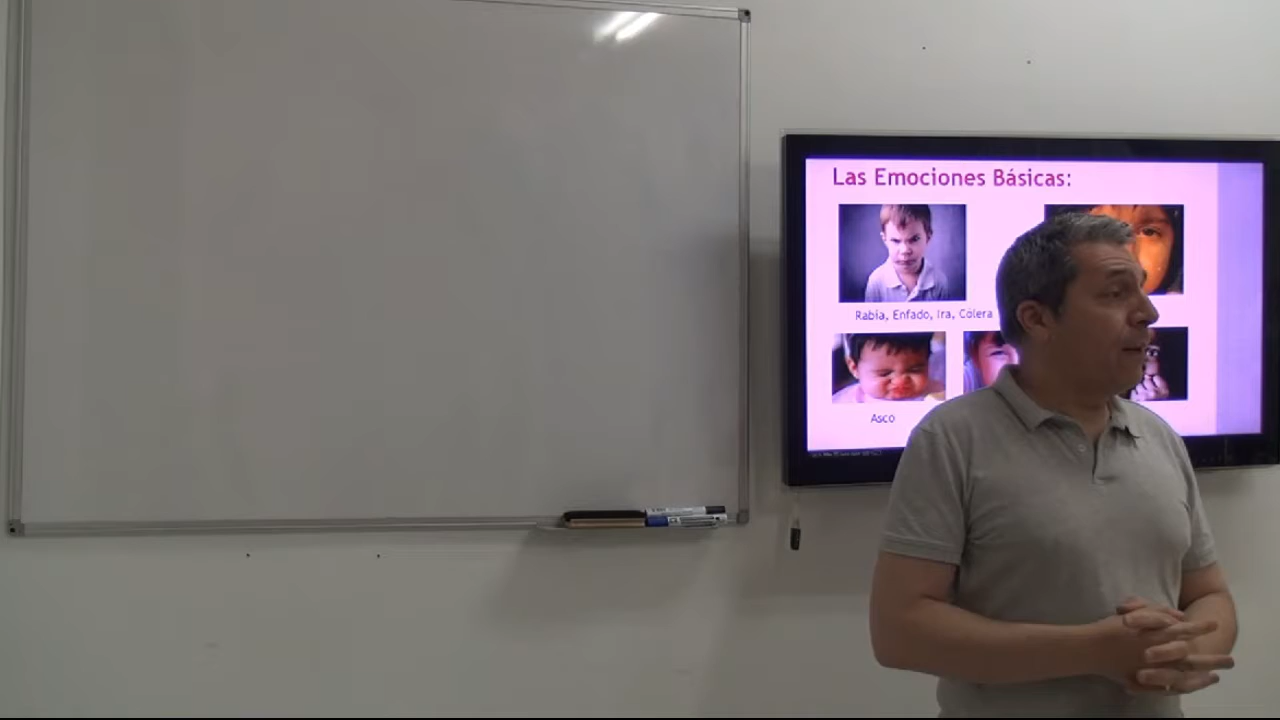 Las Emociones Básicas:
Rabia, Enfado, Ira, Cólera
Asco